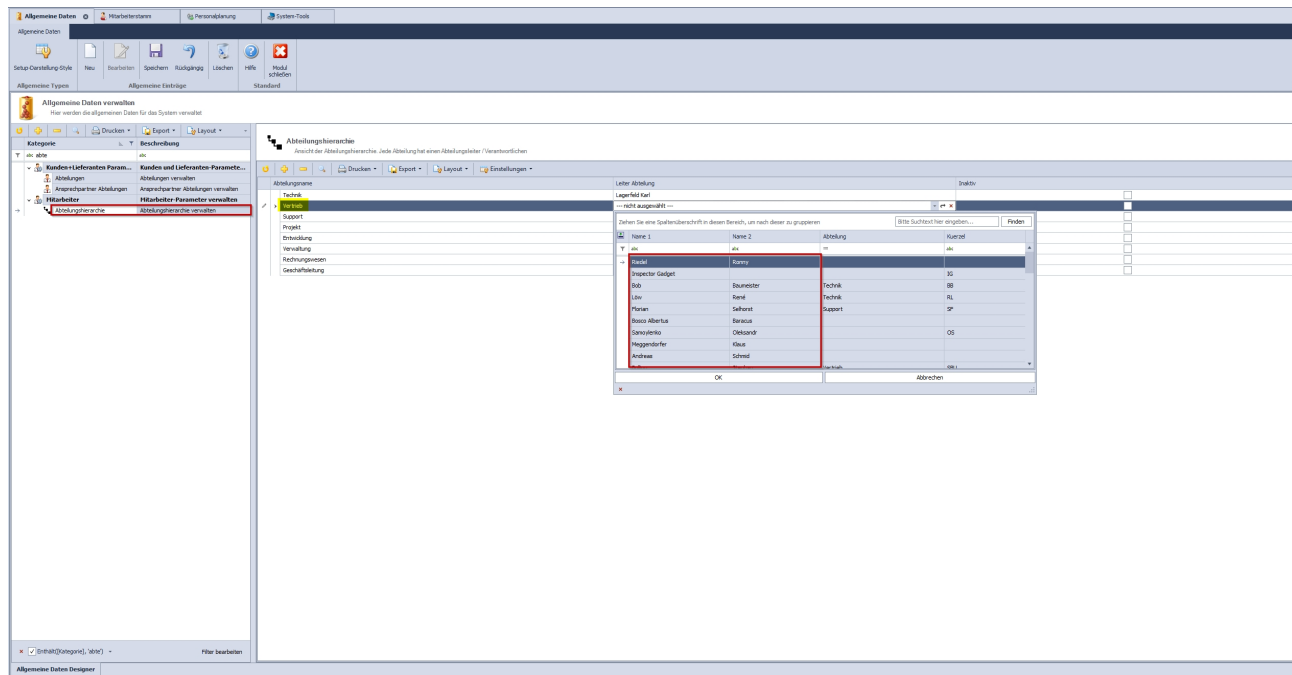 Allgemeine Daten Mitarbeiterstamm Personalplanung System-Tools
Allgemeine Daten
Setup-Darstellung-Style Neu Bearbeiten Speichern Rückgängig Löschen Hilfe Modul schließen
Allgemeine Typen Allgemeine Einträge Standard
Allgemeine Daten verwalten
Hier werden die allgemeinen Daten für das System verwaltet
Drucken Export Layout
Kategorie Beschreibung
abte
Kunden+Lieferanten Param... Kunden und Lieferanten-Paramete...
Abteilungen Abteilungen verwalten
Ansprechpartner Abteilungen Ansprechpartner Abteilungen verwalten
Mitarbeiter Mitarbeiter-Parameter verwalten
Abteilungshierarchie Abteilungshierarchie verwalten
Enthält([Kategorie], 'abte') Filter bearbeiten
Allgemeine Daten Designer
Abteilungshierarchie
Ansicht der Abteilungshierarchie. Jede Abteilung hat einen Abteilungsleiter / Verantwortlichen
Drucken Export Layout Einstellungen
Abteilungsname Leiter Abteilung Inaktiv
Technik Lagerfeld Karl
Vertrieb --- nicht ausgewählt ---
Support
Projekt
Entwicklung
Verwaltung
Rechnungswesen
Geschäftsleitung
Ziehen Sie eine Spaltenüberschrift in diesen Bereich, um nach dieser zu gruppieren Bitte Suchtext hier eingeben... Finden
Name 1 Name 2 Abteilung Kuerzel
abc abc = abc
Riedel Ronny
Inspector Gadget IG
Bob Baumeister Technik BB
Löw René Technik RL
Florian Selhorst Support SF
Bosco Albertus Baracus
Samoylenko Oleksandr OS
Meggendorfer Klaus
Andreas Schmid
OK Abbrechen